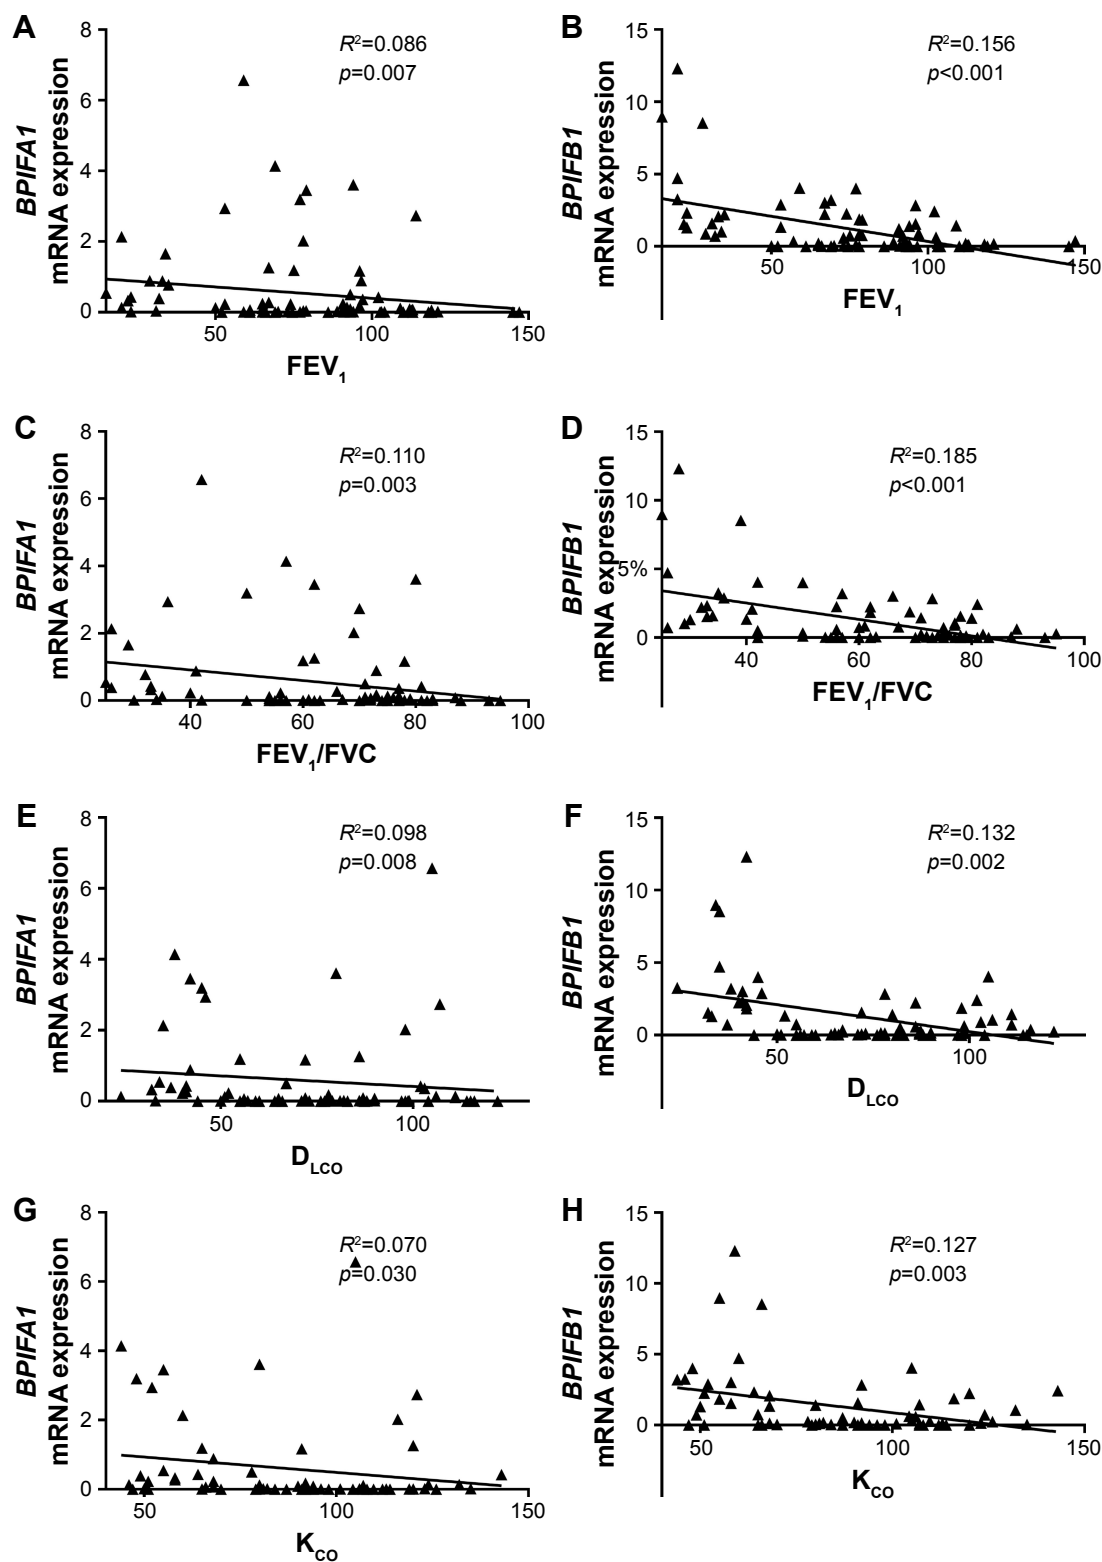 A
BPIFA1
mRNA expression
8
6
4
2
0
R²=0.086
p=0.007
50
100
150
FEV₁
B
BPIFB1
mRNA expression
15
10
5
0
R²=0.156
p<0.001
50
100
150
FEV₁
C
BPIFA1
mRNA expression
8
6
4
2
0
R²=0.110
p=0.003
40
60
80
100
FEV₁/FVC
D
BPIFB1
mRNA expression
15
10
5%
0
R²=0.185
p<0.001
40
60
80
100
FEV₁/FVC
E
BPIFA1
mRNA expression
8
6
4
2
0
R²=0.098
p=0.008
50
100
D_LCO
F
BPIFB1
mRNA expression
15
10
5
0
R²=0.132
p=0.002
50
100
D_LCO
G
BPIFA1
mRNA expression
8
6
4
2
0
R²=0.070
p=0.030
50
100
150
K_CO
H
BPIFB1
mRNA expression
15
10
5
0
R²=0.127
p=0.003
50
100
150
K_CO